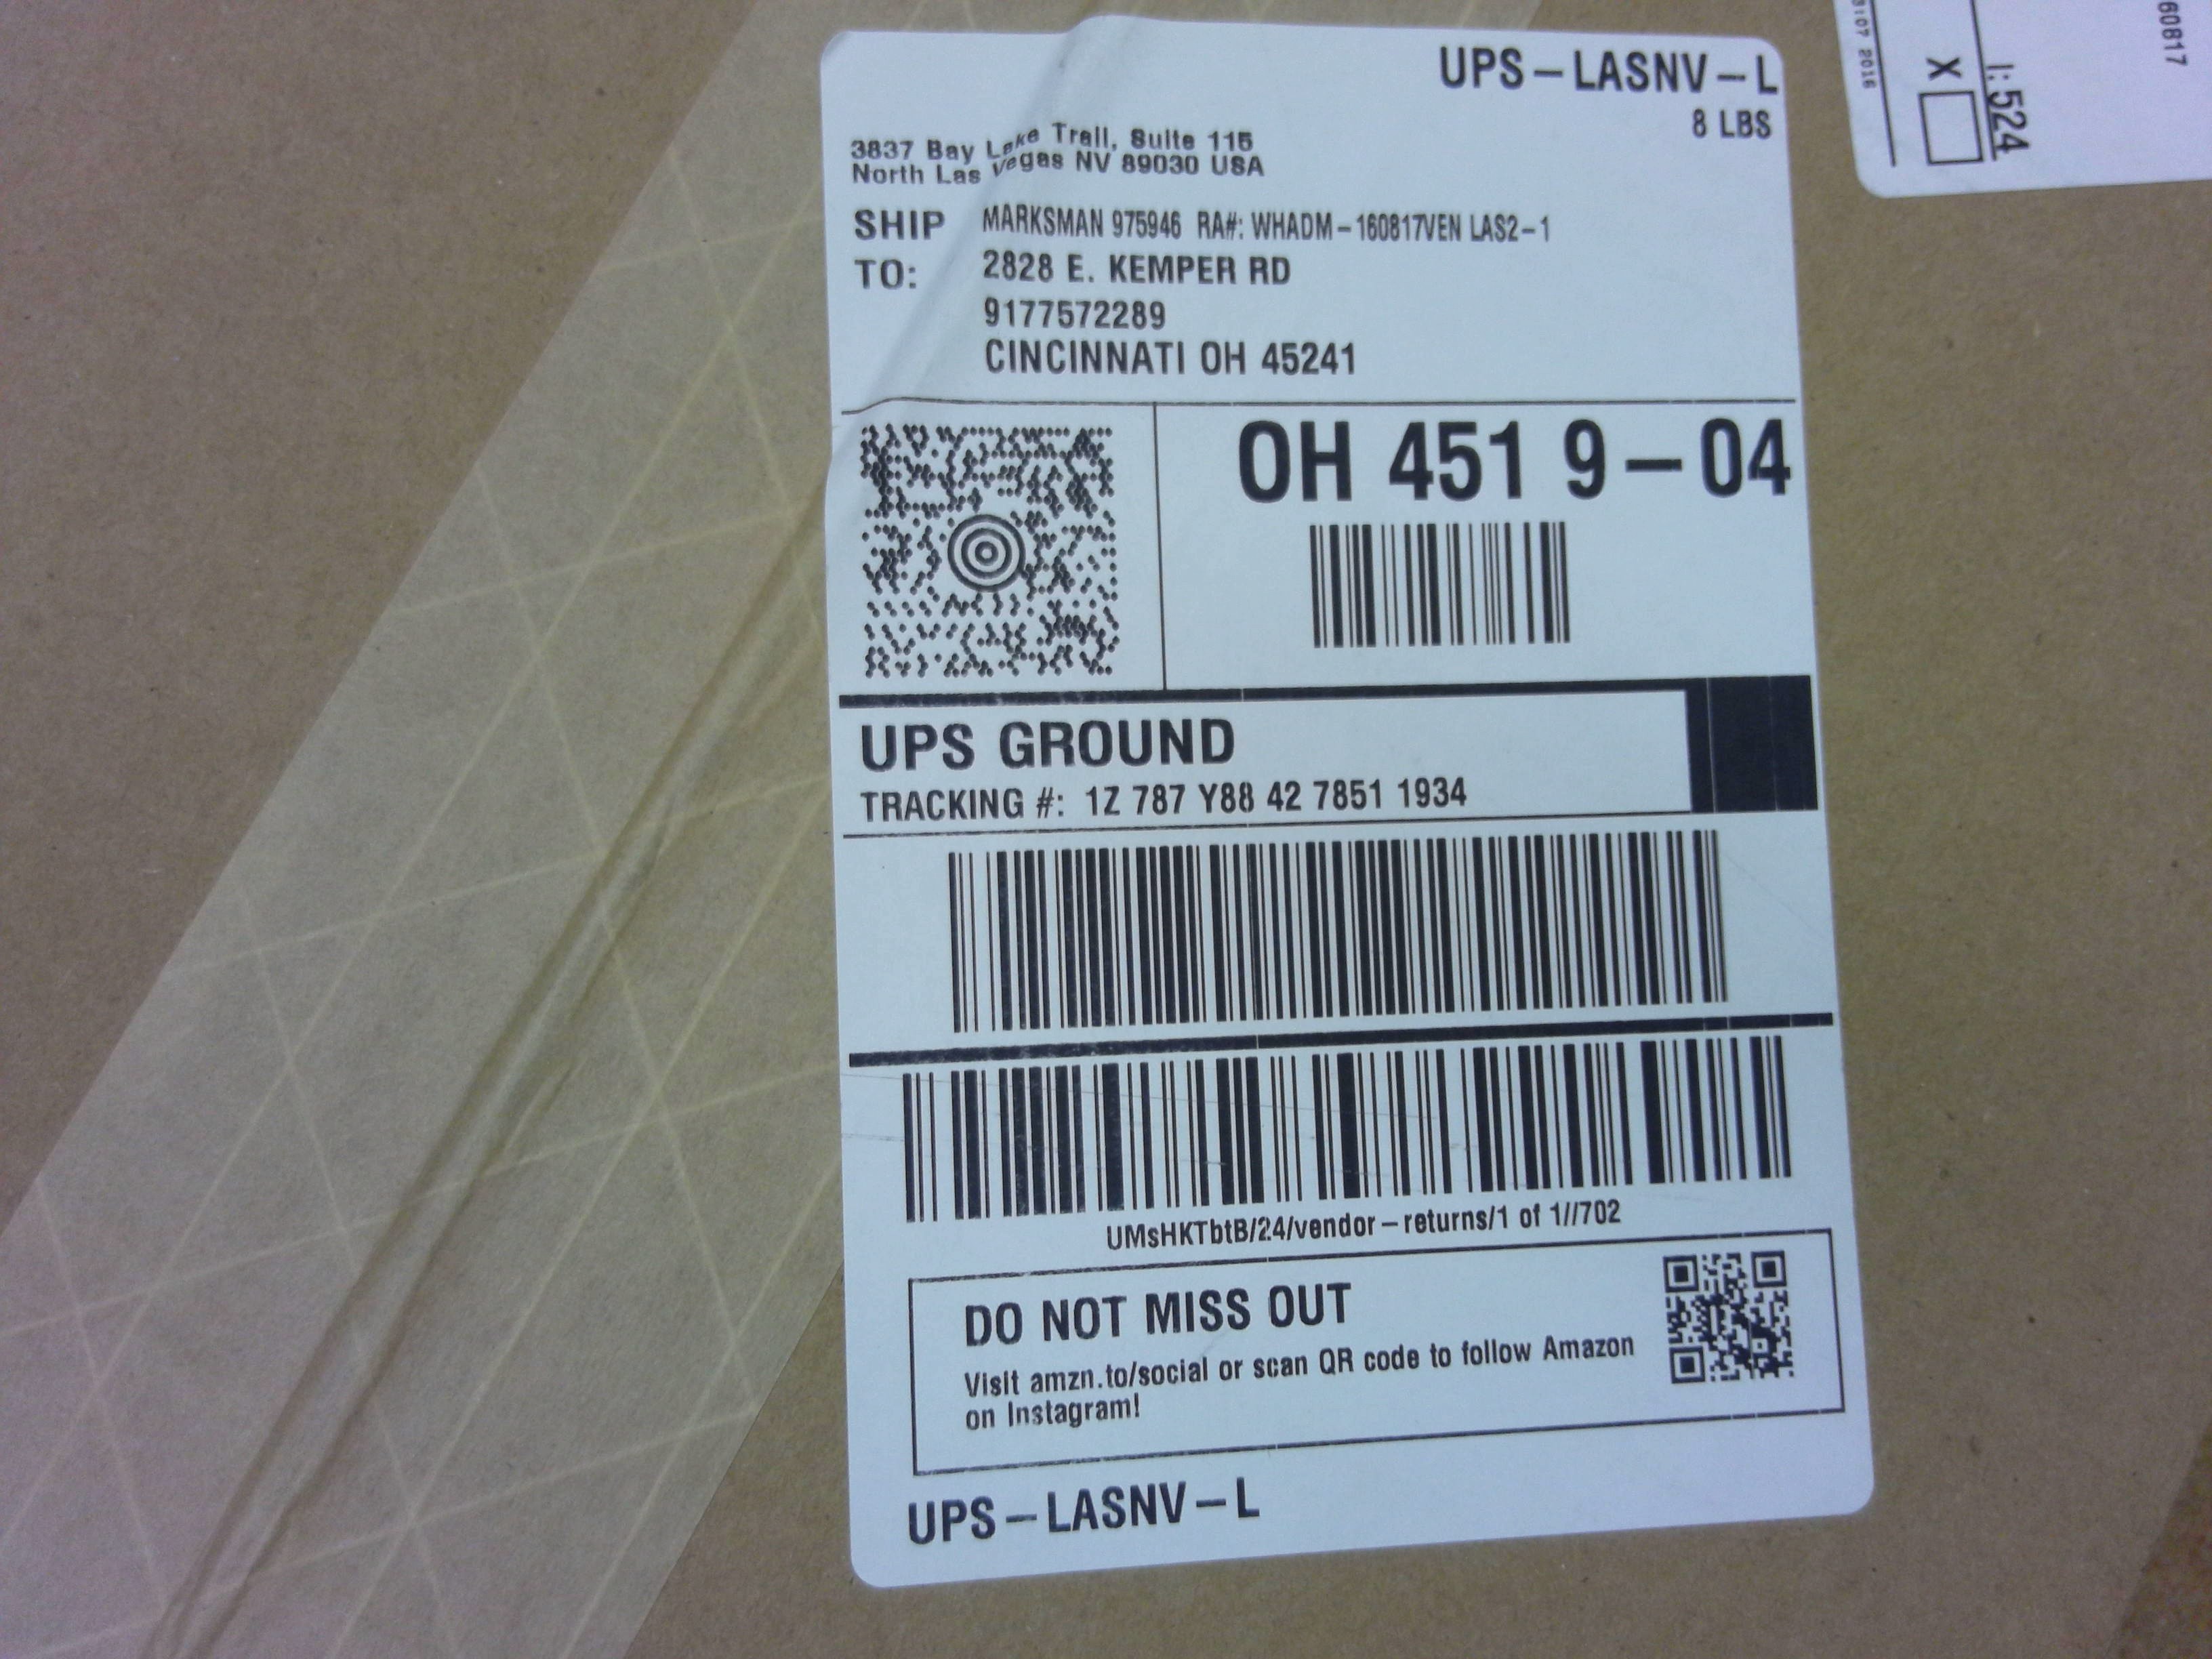 UPS – LASNV – L
8 LBS
3837 Bay Lake Trail, Suite 115
North Las Vegas NV 89030 USA
SHIP TO:
MARKSMAN 975946 RA#: WHADM–160817VEN LAS2–1
2828 E. KEMPER RD
9177572289
CINCINNATI OH 45241
OH 451 9 – 04
UPS GROUND
TRACKING #: 1Z 787 Y88 42 7851 1934
UMsHKTbtB/24/vendor–returns/1 of 1//702
DO NOT MISS OUT
Visit amzn.to/social or scan QR code to follow Amazon
on Instagram!
UPS – LASNV – L
60817
I: 524
X
2016